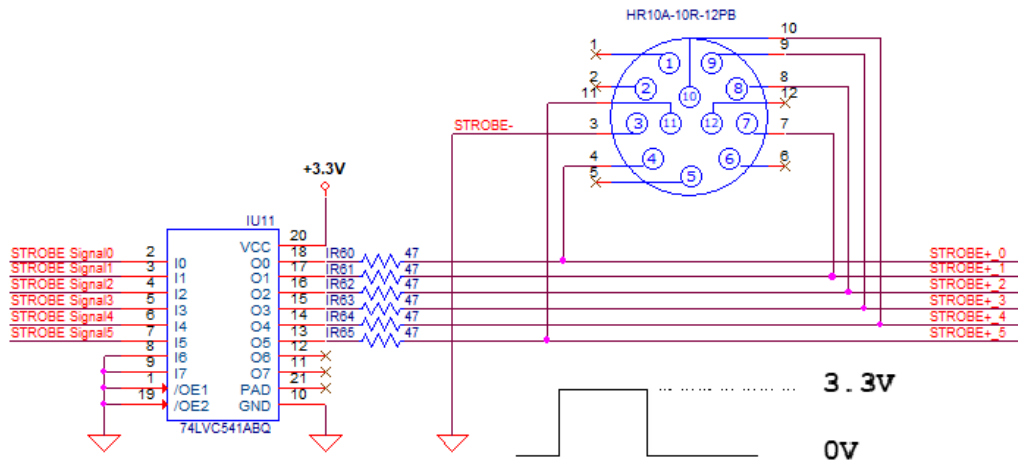 HR10A-10R-12PB
10
1
9
2
8
11
12
STROBE-
3
7
4
6
5
1
9
2
8
10
3
11
12
7
4
6
5
+3.3V
IU11
20
VCC
STROBE Signal0 2 I0 O0 18 IR60 47 STROBE+_0
STROBE Signal1 3 I1 O1 17 IR61 47 STROBE+_1
STROBE Signal2 4 I2 O2 16 IR62 47 STROBE+_2
STROBE Signal3 5 I3 O3 15 IR63 47 STROBE+_3
STROBE Signal4 6 I4 O4 14 IR64 47 STROBE+_4
STROBE Signal5 7 I5 O5 13 IR65 47 STROBE+_5
8 I6 O6 12
9 I7 O7 11
1 /OE1 PAD 21
19 /OE2 GND 10
74LVC541ABQ
3.3V
0V